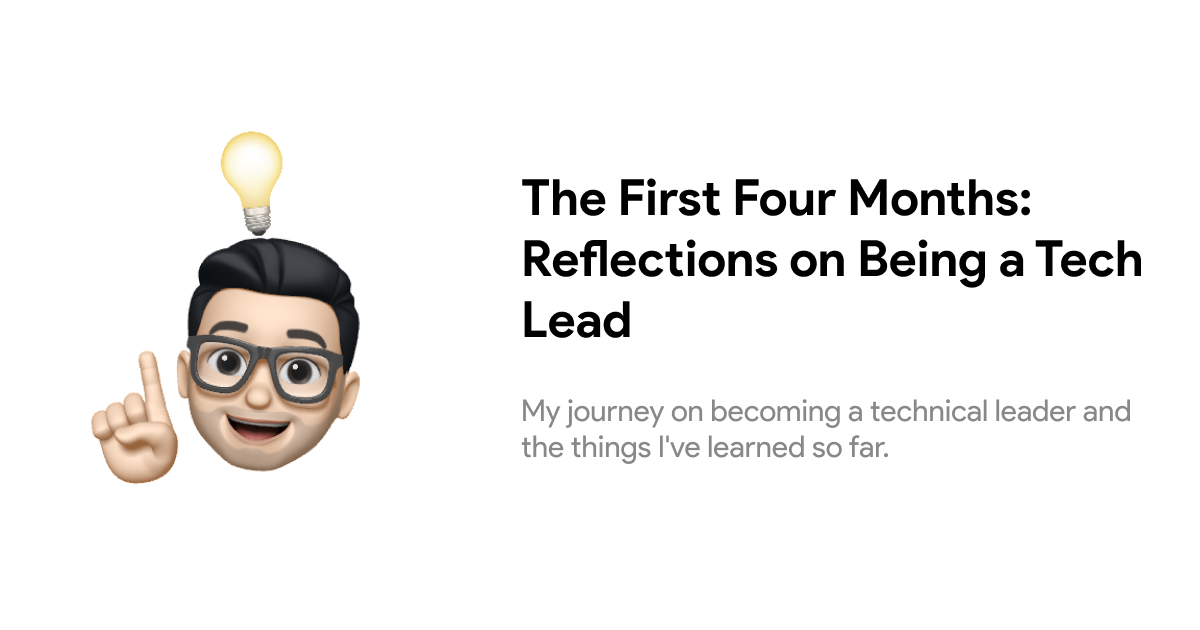 The First Four Months:
Reflections on Being a Tech
Lead
My journey on becoming a technical leader and
the things I've learned so far.